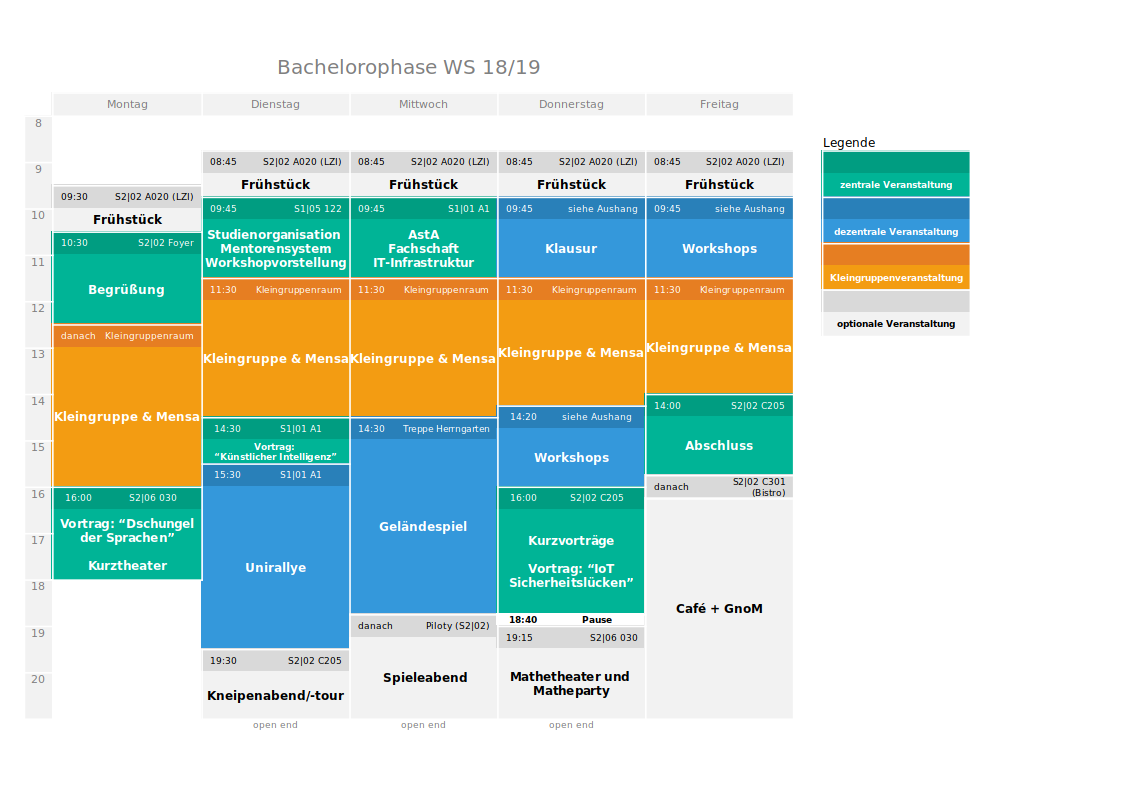 Bachelorophase WS 18/19
Montag
Dienstag
Mittwoch
Donnerstag
Freitag
8
9
10
11
12
13
14
15
16
17
18
19
20
09:30 S2|02 A020 (LZI)
Frühstück
10:30 S2|02 Foyer
Begrüßung
danach Kleingruppenraum
Kleingruppe & Mensa
16:00 S2|06 030
Vortrag: “Dschungel
der Sprachen”
Kurztheater
08:45 S2|02 A020 (LZI)
Frühstück
09:45 S1|05 122
Studienorganisation
Mentorensystem
Workshopvorstellung
11:30 Kleingruppenraum
Kleingruppe & Mensa
14:30 S1|01 A1
Vortrag:
“Künstlicher Intelligenz”
15:30 S1|01 A1
Unirallye
19:30 S2|02 C205
Kneipenabend/-tour
open end
08:45 S2|02 A020 (LZI)
Frühstück
09:45 S1|01 A1
AstA
Fachschaft
IT-Infrastruktur
11:30 Kleingruppenraum
Kleingruppe & Mensa
14:30 Treppe Herrngarten
Geländespiel
danach Piloty (S2|02)
Spieleabend
open end
08:45 S2|02 A020 (LZI)
Frühstück
09:45 siehe Aushang
Klausur
11:30 Kleingruppenraum
Kleingruppe & Mensa
14:20 siehe Aushang
Workshops
16:00 S2|02 C205
Kurzvorträge
Vortrag: “IoT
Sicherheitslücken”
18:40 Pause
19:15 S2|06 030
Mathetheater und
Matheparty
open end
08:45 S2|02 A020 (LZI)
Frühstück
09:45 siehe Aushang
Workshops
11:30 Kleingruppenraum
Kleingruppe & Mensa
14:00 S2|02 C205
Abschluss
danach S2|02 C301
(Bistro)
Café + GnoM
Legende
zentrale Veranstaltung
dezentrale Veranstaltung
Kleingruppenveranstaltung
optionale Veranstaltung